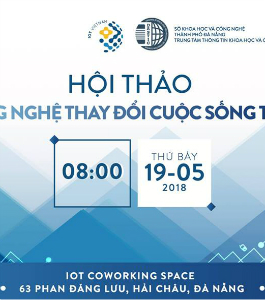 IOT VIETNAM
SỞ KHOA HỌC VÀ CÔNG NGHỆ
THÀNH PHỐ ĐÀ NẴNG
TRUNG TÂM THÔNG TIN KHOA HỌC VÀ C
HỘI THẢO
G NGHỆ THAY ĐỔI CUỘC SỐNG T
08:00
THỨ BẢY
19-05
2018
IOT COWORKING SPACE
63 PHAN ĐĂNG LƯU, HẢI CHÂU, ĐÀ NẴNG